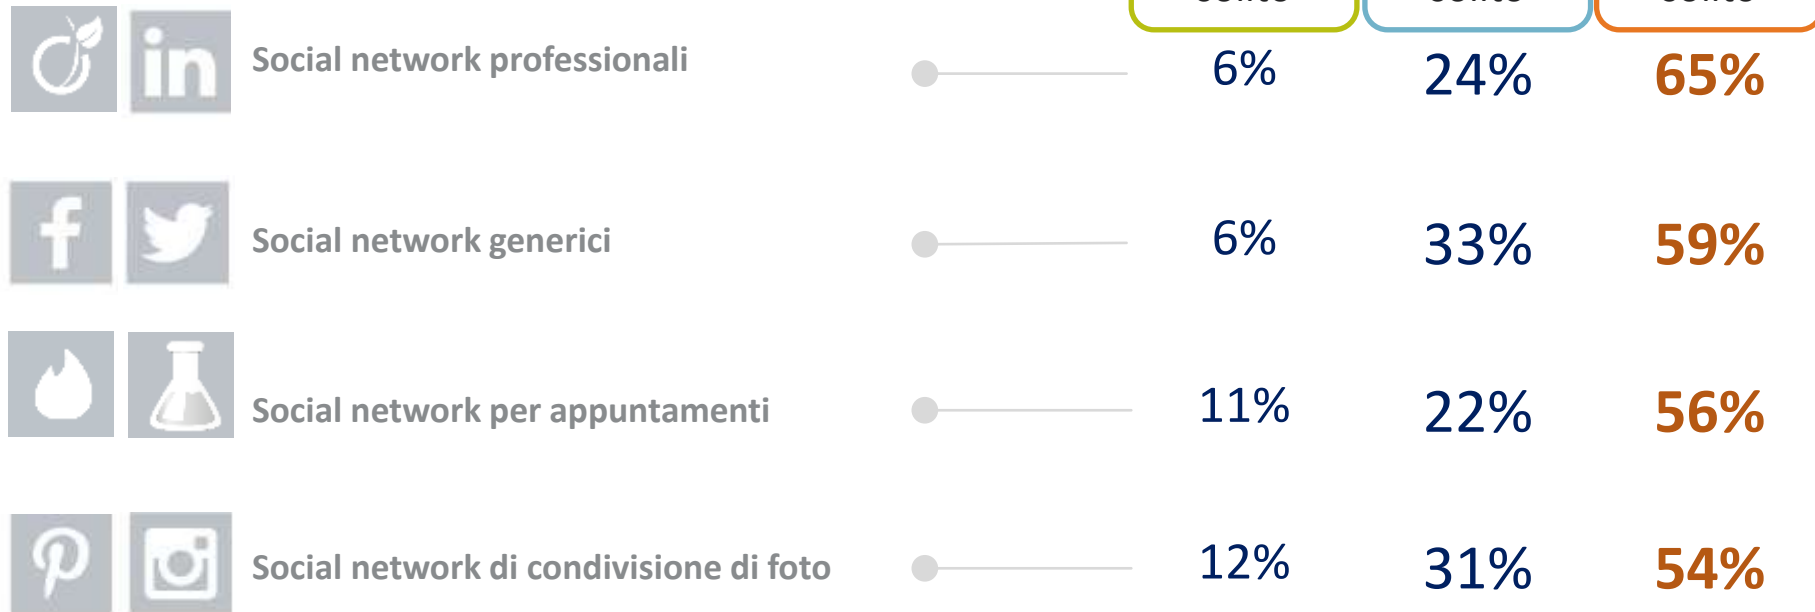 Social network professionali 6% 24% 65%
Social network generici 6% 33% 59%
Social network per appuntamenti 11% 22% 56%
Social network di condivisione di foto 12% 31% 54%